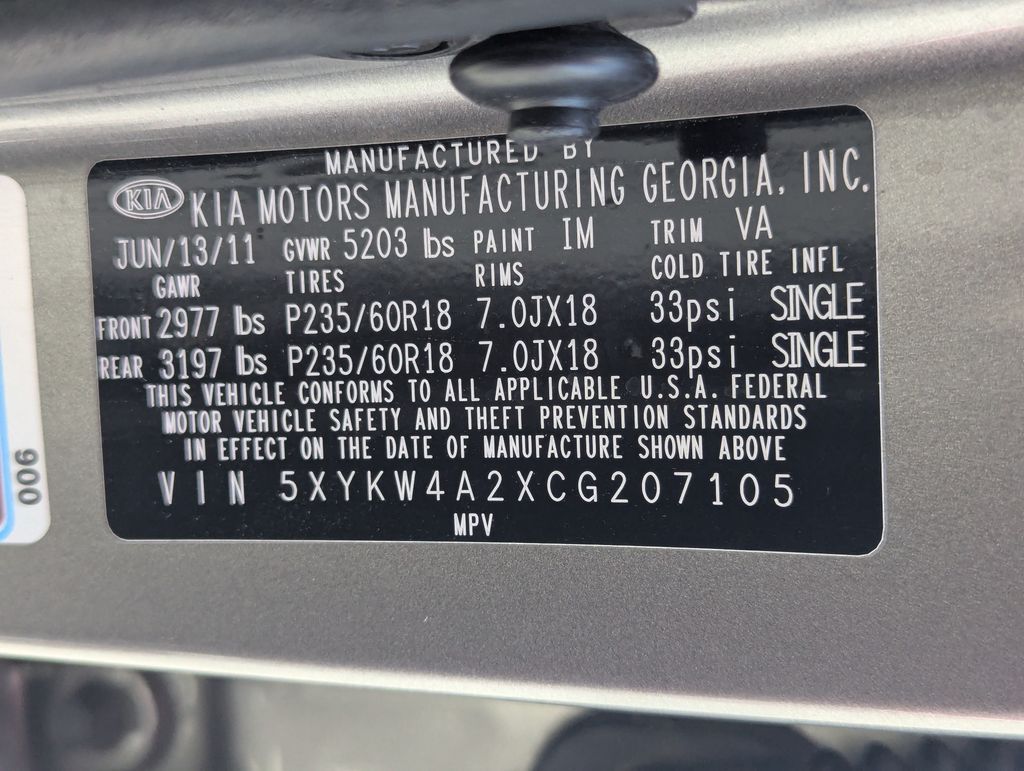 MANUFACTURED BY
KIA KIA MOTORS MANUFACTURING GEORGIA, INC.
JUN/13/11 GVWR 5203 lbs PAINT IM TRIM VA
GAWR TIRES RIMS COLD TIRE INFL
FRONT 2977 lbs P235/60R18 7.0JX18 33psi SINGLE
REAR 3197 lbs P235/60R18 7.0JX18 33psi SINGLE
THIS VEHICLE CONFORMS TO ALL APPLICABLE U.S.A. FEDERAL
MOTOR VEHICLE SAFETY AND THEFT PREVENTION STANDARDS
IN EFFECT ON THE DATE OF MANUFACTURE SHOWN ABOVE
VIN 5XYKW4A2XCG207105
MPV
006